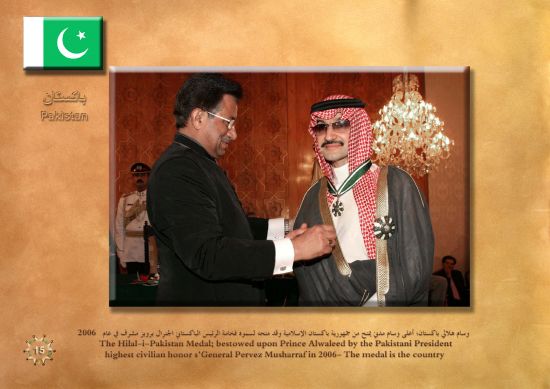 باكستان
Pakistan
وسام هلالي باكستان: أعلى وسام مدني يمنح من جمهورية باكستان الإسلامية وقد منحه لسموه فخامة الرئيس الباكستاني الجنرال برويز مشرف في عام 2006
The Hilal-i-Pakistan Medal; bestowed upon Prince Alwaleed by the Pakistani President
highest civilian honor s'General Pervez Musharraf in 2006– The medal is the country
15